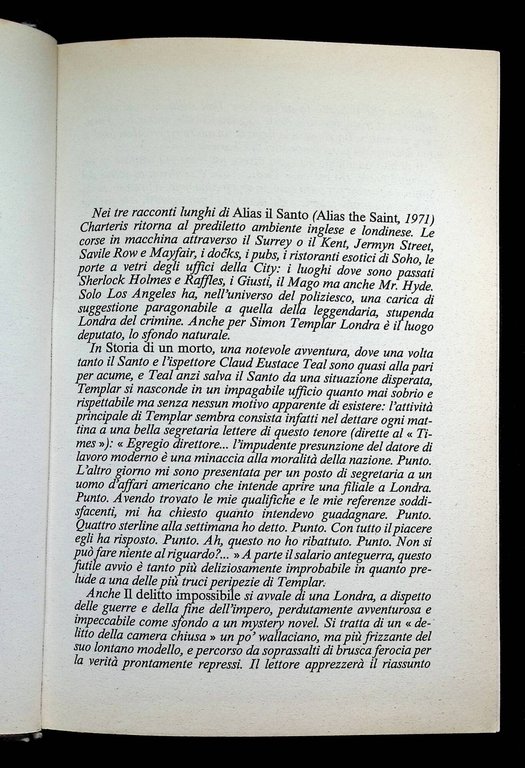 Nei tre racconti lunghi di Alias il Santo (Alias the Saint, 1971)
Charteris ritorna al prediletto ambiente inglese e londinese. Le
corse in macchina attraverso il Surrey o il Kent, Jermyn Street,
Savile Row e Mayfair, i docks, i pubs, i ristoranti esotici di Soho, le
porte a vetri degli uffici della City: i luoghi dove sono passati
Sherlock Holmes e Raffles, i Giusti, il Mago ma anche Mr. Hyde.
Solo Los Angeles ha, nell'universo del poliziesco, una carica di
suggestione paragonabile a quella della leggendaria, stupenda
Londra del crimine. Anche per Simon Templar Londra è il luogo
deputato, lo sfondo naturale.
In Storia di un morto, una notevole avventura, dove una volta
tanto il Santo e l'ispettore Claud Eustace Teal sono quasi alla pari
per acume, e Teal anzi salva il Santo da una situazione disperata,
Templar si nasconde in un impagabile ufficio quanto mai sobrio e
rispettabile ma senza nessun motivo apparente di esistere: l'attività
principale di Templar sembra consista infatti nel dettare ogni mat-
tina a una bella segretaria lettere di questo tenore (dirette al « Ti-
mes »): « Egregio direttore... l'impudente presunzione del datore di
lavoro moderno è una minaccia alla moralità della nazione. Punto.
L'altro giorno mi sono presentata per un posto di segretaria a un
uomo d'affari americano che intende aprire una filiale a Londra.
Punto. Avendo trovato le mie qualifiche e le mie referenze soddi-
sfacenti, mi ha chiesto quanto intendevo guadagnare. Punto.
Quattro sterline alla settimana ho detto. Punto. Con tutto il piacere
egli ha risposto. Punto. Ah, questo no ho ribattuto. Punto. Non si
può fare niente al riguardo?... » A parte il salario anteguerra, questo
futile avvio è tanto più deliziosamente improbabile in quanto pre-
lude a una delle più truci peripezie di Templar.
Anche Il delitto impossibile si avvale di una Londra, a dispetto
delle guerre e della fine dell'impero, perdutamente avventurosa e
impeccabile come sfondo a un mystery novel. Si tratta di un « de-
litto della camera chiusa » un po' wallaciano, ma più frizzante del
suo lontano modello, e percorso da soprassalti di brusca ferocia per
la verità prontamente repressi. Il lettore apprezzerà il riassunto